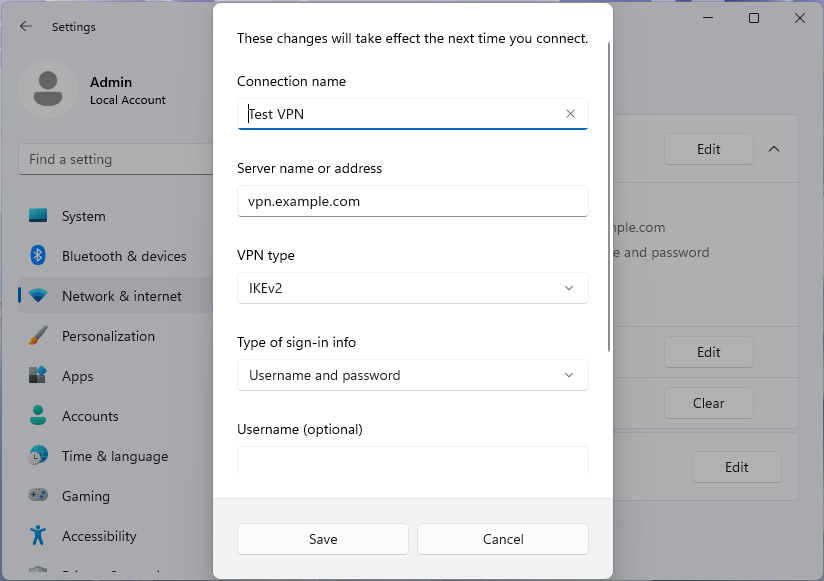 Settings
Admin
Local Account
Find a setting
System
Bluetooth & devices
Network & internet
Personalization
Apps
Accounts
Time & language
Gaming
Accessibility
These changes will take effect the next time you connect.
Connection name
Test VPN
Server name or address
vpn.example.com
VPN type
IKEv2
Type of sign-in info
Username and password
Username (optional)
Save
Cancel
Edit
ple.com
e and password
Edit
Clear
Edit